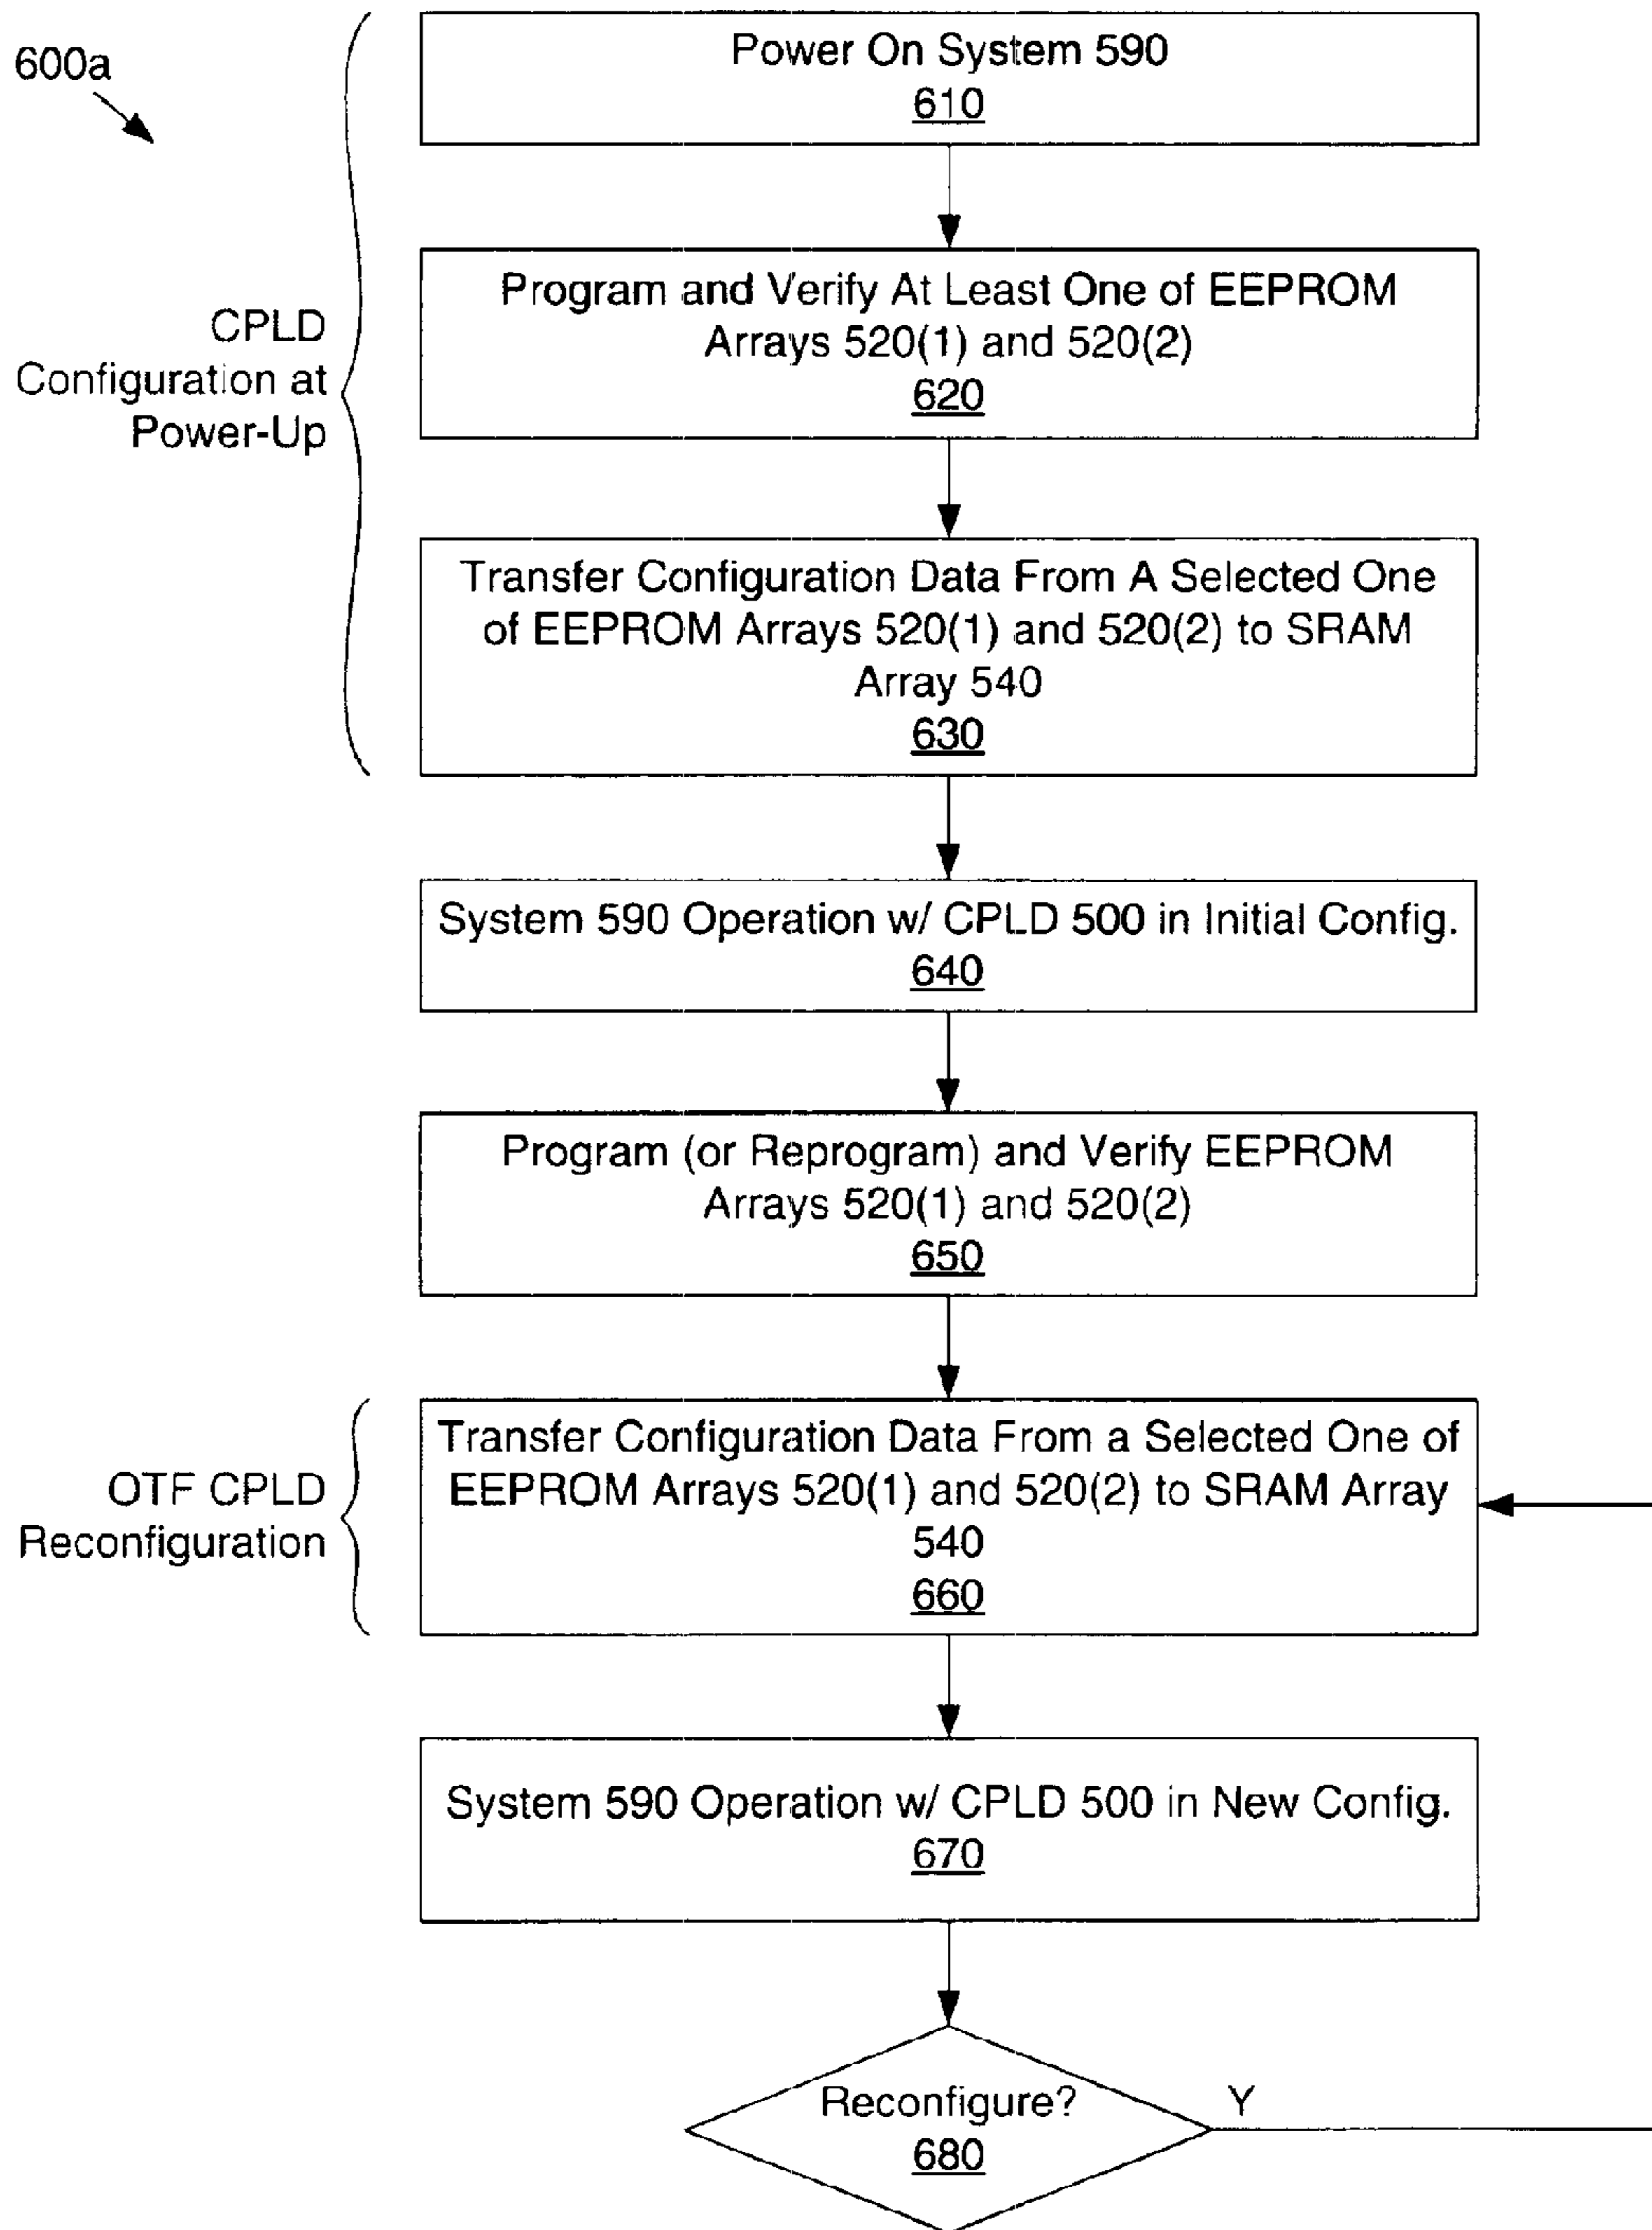 600a
Power On System 590
610
CPLD
Configuration at
Power-Up
Program and Verify At Least One of EEPROM
Arrays 520(1) and 520(2)
620
Transfer Configuration Data From A Selected One
of EEPROM Arrays 520(1) and 520(2) to SRAM
Array 540
630
System 590 Operation w/ CPLD 500 in Initial Config.
640
Program (or Reprogram) and Verify EEPROM
Arrays 520(1) and 520(2)
650
OTF CPLD
Reconfiguration
Transfer Configuration Data From a Selected One of
EEPROM Arrays 520(1) and 520(2) to SRAM Array
540
660
System 590 Operation w/ CPLD 500 in New Config.
670
Reconfigure?
680
Y